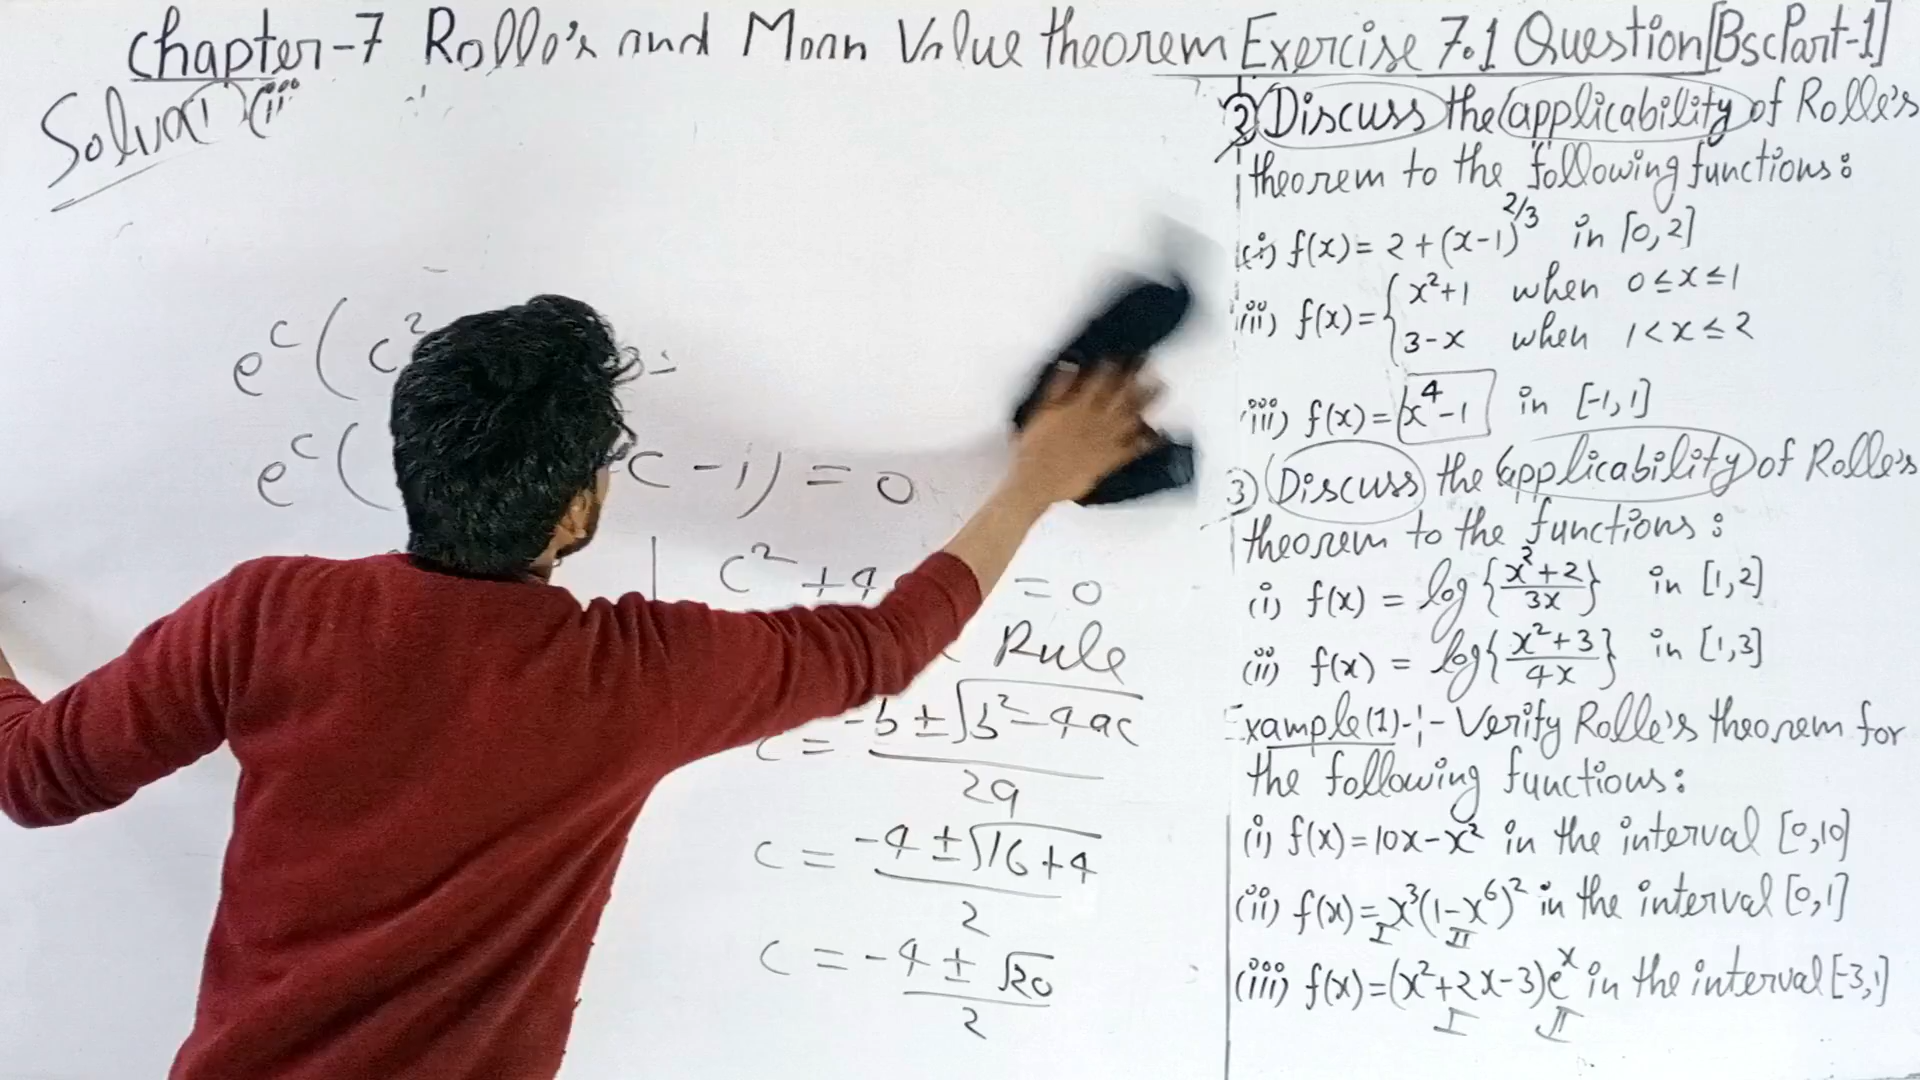 Chapter-7 Rolle's and Mean Value theorem Exercise 7.1 Question [Bsc Part-1]
(iii
e^c(c²
e^c( c - 1) = 0
c² + 4 = 0
Rule
c = (-b ± √(b² - 4ac))/2a
c = (-4 ± √(16 + 4))/2
c = (-4 ± √20)/2
2) Discuss the applicability of Rolle's
theorem to the following functions:
(i) f(x) = 2 + (x-1)^2/3 in [0,2]
(ii) f(x) = { x²+1 when 0 ≤ x ≤ 1
3-x when 1 < x ≤ 2
(iii) f(x) = x⁴-1 in [-1,1]
3) Discuss the applicability of Rolle's
theorem to the functions:
(i) f(x) = log {(x²+2)/3x} in [1,2]
(ii) f(x) = log {(x²+3)/4x} in [1,3]
Example(1)-:- Verify Rolle's theorem for
the following functions:
(i) f(x) = 10x-x² in the interval [0,10]
(ii) f(x) = x³(1-x⁶)² in the interval [0,1]
I II
(iii) f(x) = (x²+2x-3)e^x in the interval [-3,1]
I II